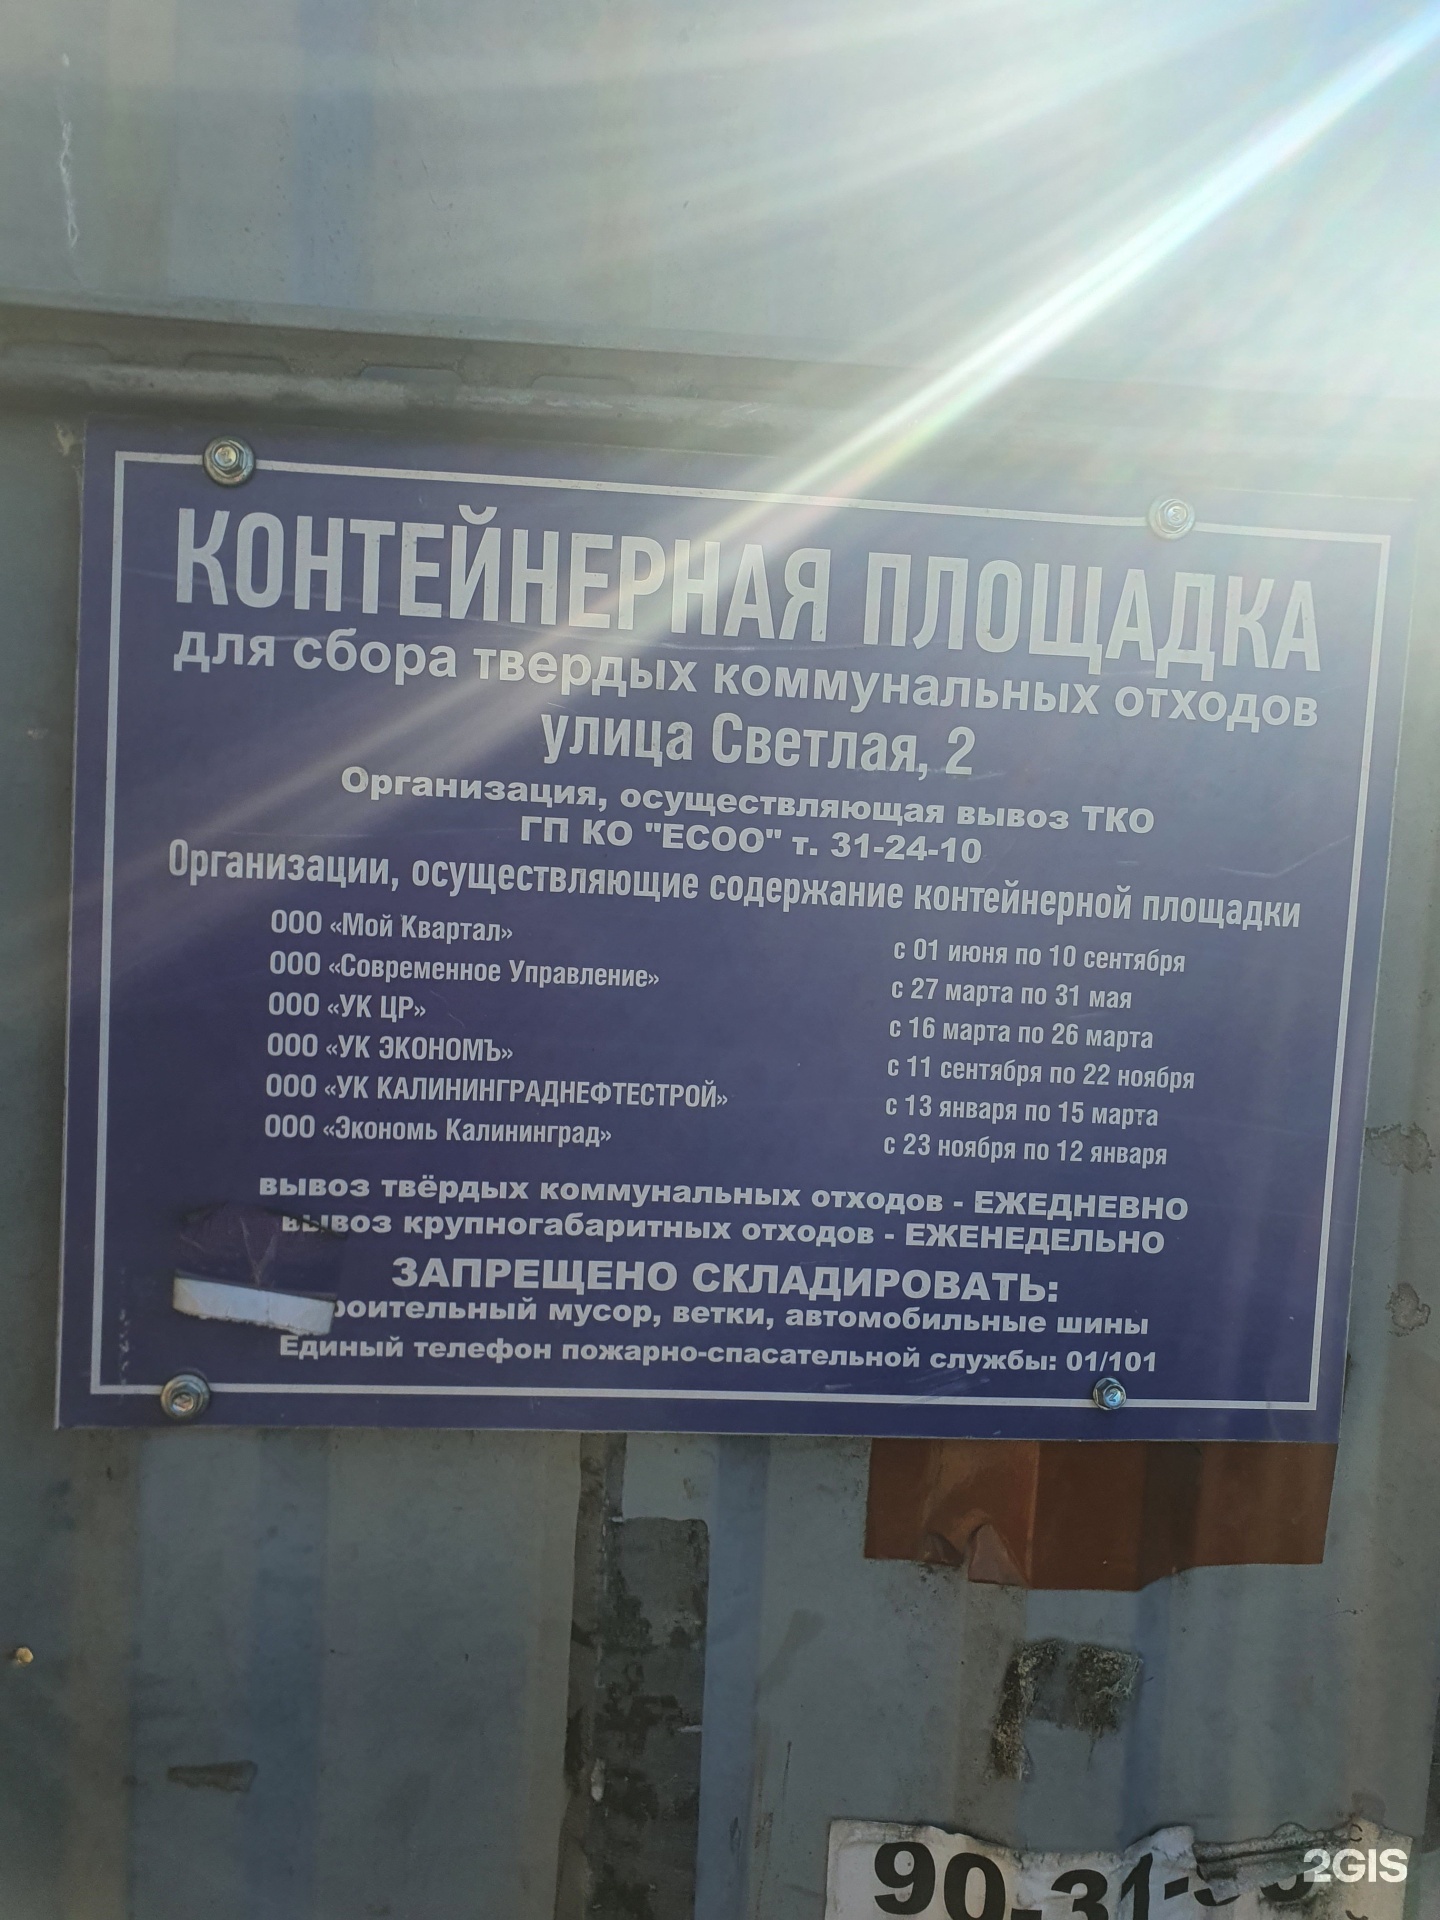 КОНТЕЙНЕРНАЯ ПЛОЩАДКА
для сбора твердых коммунальных отходов
улица Светлая, 2
Организация, осуществляющая вывоз ТКО
ГП КО "ЕСОО" т. 31-24-10
Организации, осуществляющие содержание контейнерной площадки
ООО «Мой Квартал» с 01 июня по 10 сентября
ООО «Современное Управление» с 27 марта по 31 мая
ООО «УК ЦР» с 16 марта по 26 марта
ООО «УК ЭКОНОМЪ» с 11 сентября по 22 ноября
ООО «УК КАЛИНИНГРАДНЕФТЕСТРОЙ» с 13 января по 15 марта
ООО «Экономь Калининград» с 23 ноября по 12 января
вывоз твёрдых коммунальных отходов - ЕЖЕДНЕВНО
вывоз крупногабаритных отходов - ЕЖЕНЕДЕЛЬНО
ЗАПРЕЩЕНО СКЛАДИРОВАТЬ:
роительный мусор, ветки, автомобильные шины
Единый телефон пожарно-спасательной службы: 01/101
90-31-
2GIS